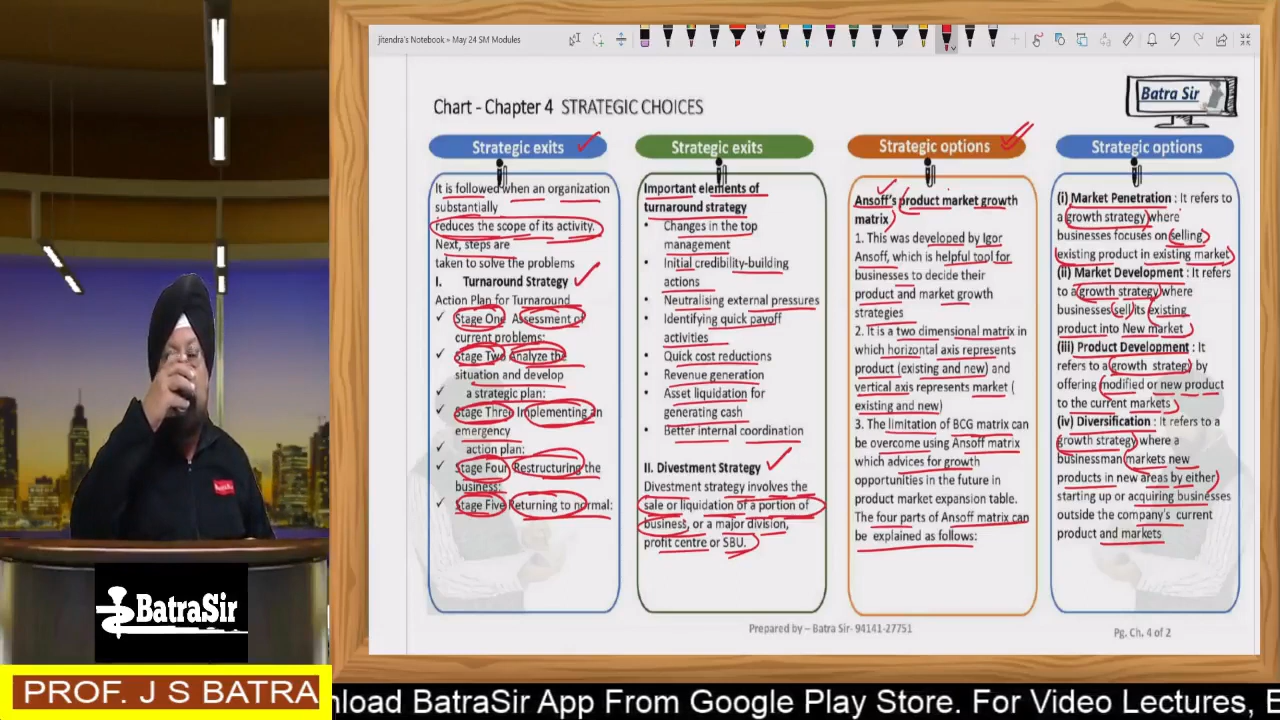 jitendra's Notebook » May 24 SM Modules
Chart - Chapter 4 STRATEGIC CHOICES
Batra Sir
Strategic exits
It is followed when an organization
substantially
reduces the scope of its activity.
Next, steps are
taken to solve the problems
I. Turnaround Strategy
Action Plan for Turnaround
✓ Stage One Assessment of
current problems:
✓ Stage Two Analyze the
situation and develop
✓ a strategic plan:
✓ Stage Three Implementing an
emergency
action plan:
✓ Stage Four Restructuring the
business:
✓ Stage Five Returning to normal:
Strategic exits
Important elements of
turnaround strategy
• Changes in the top
management
• Initial credibility-building
actions
• Neutralising external pressures
• Identifying quick payoff
activities
• Quick cost reductions
• Revenue generation
• Asset liquidation for
generating cash
• Better internal coordination
II. Divestment Strategy
Divestment strategy involves the
sale or liquidation of a portion of
business, or a major division,
profit centre or SBU.
Strategic options
Ansoff's product market growth
matrix
1. This was developed by Igor
Ansoff, which is helpful tool for
businesses to decide their
product and market growth
strategies
2. It is a two dimensional matrix in
which horizontal axis represents
product (existing and new) and
vertical axis represents market (
existing and new)
3. The limitation of BCG matrix can
be overcome using Ansoff matrix
which advices for growth
opportunities in the future in
product market expansion table.
The four parts of Ansoff matrix can
be explained as follows:
Strategic options
(i) Market Penetration : It refers to
a growth strategy where
businesses focuses on selling
existing product in existing market
(ii) Market Development : It refers
to a growth strategy where
businesses sell its existing
product into New market
(iii) Product Development : It
refers to a growth strategy by
offering modified or new product
to the current markets
(iv) Diversification : It refers to a
growth strategy where a
businessman markets new
products in new areas by either
starting up or acquiring businesses
outside the company's current
product and markets
Prepared by – Batra Sir- 94141-27751
Pg. Ch. 4 of 2
BatraSir
PROF. J S BATRA
nload BatraSir App From Google Play Store. For Video Lectures, E